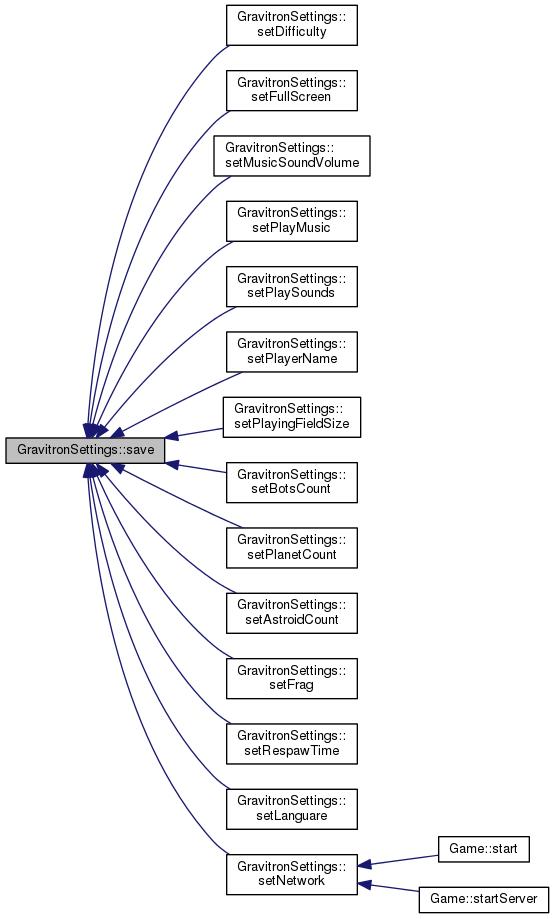 GravitronSettings::
setDifficulty
GravitronSettings::
setFullScreen
GravitronSettings::
setMusicSoundVolume
GravitronSettings::
setPlayMusic
GravitronSettings::
setPlaySounds
GravitronSettings::
setPlayerName
GravitronSettings::
setPlayingFieldSize
GravitronSettings::save
GravitronSettings::
setBotsCount
GravitronSettings::
setPlanetCount
GravitronSettings::
setAstroidCount
GravitronSettings::
setFrag
GravitronSettings::
setRespawTime
GravitronSettings::
setLanguare
GravitronSettings::
setNetwork
Game::start
Game::startServer